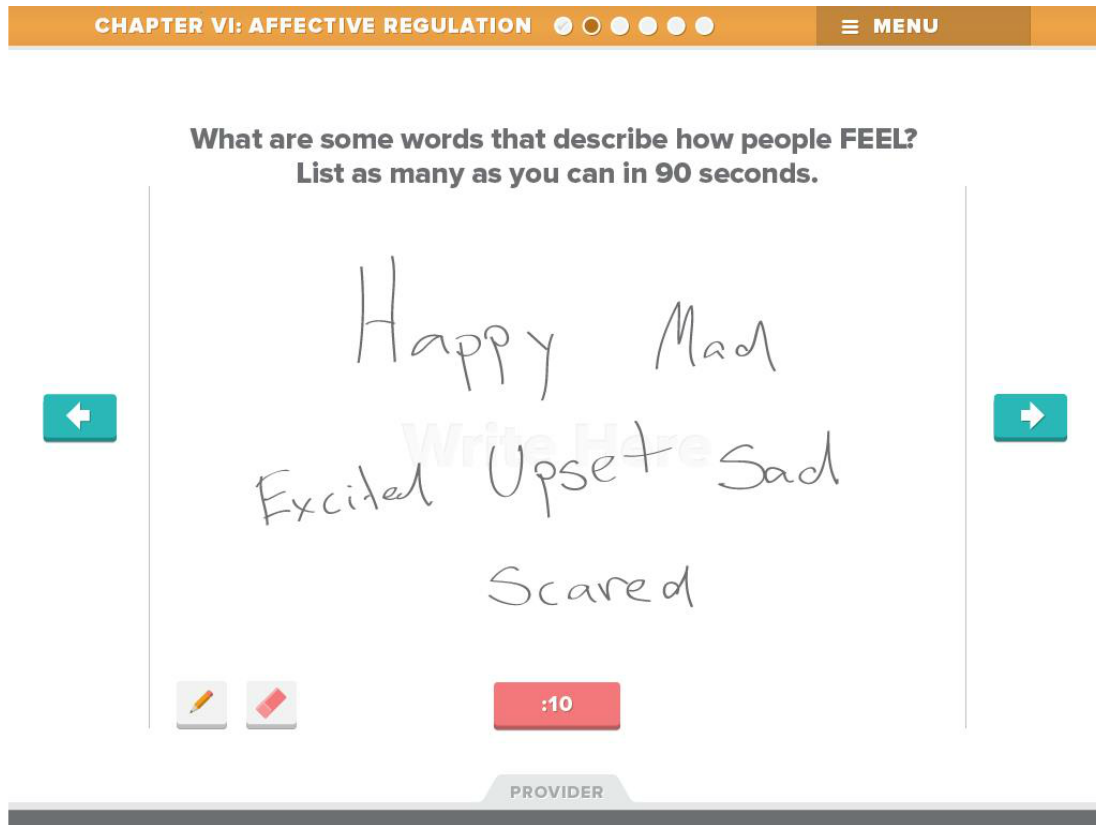 CHAPTER VI: AFFECTIVE REGULATION MENU
What are some words that describe how people FEEL?
List as many as you can in 90 seconds.
Happy Mad
Write Here
Excited Upset Sad
Scared
:10
PROVIDER